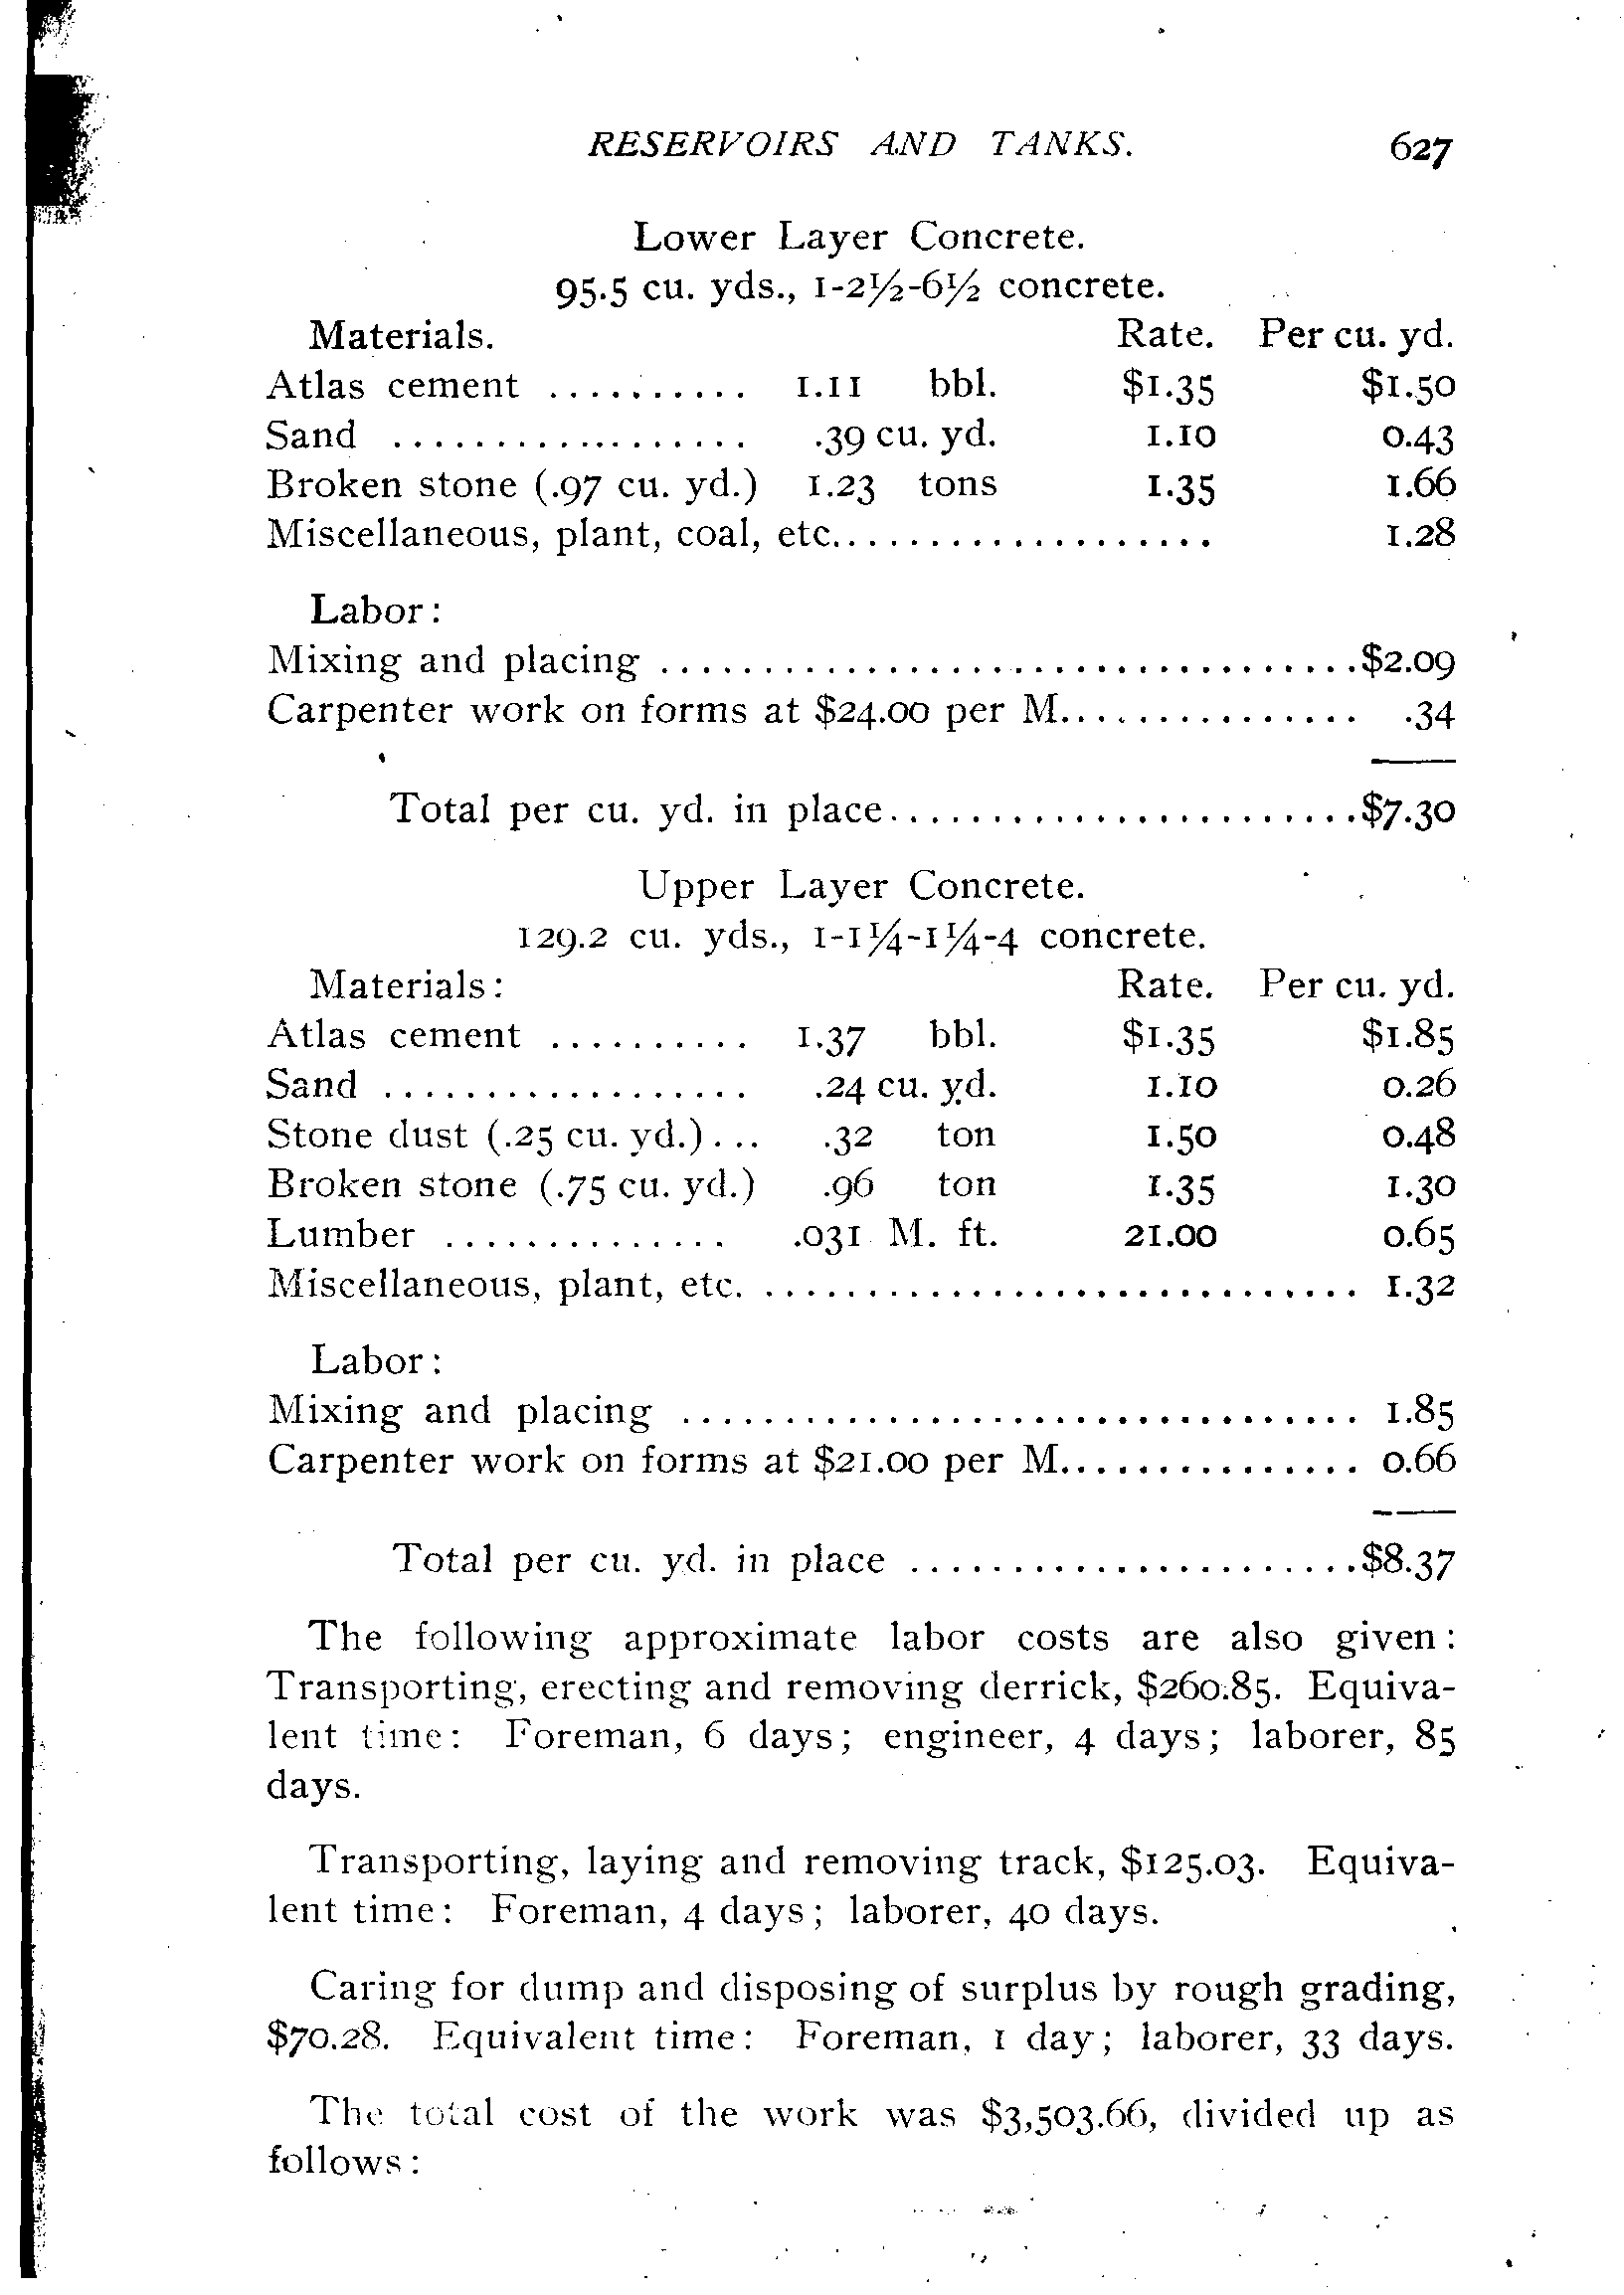 RESERVOIRS AND TANKS. 627
Lower Layer Concrete.
95.5 cu. yds., 1-2½-6½ concrete.
Materials. Rate. Per cu. yd.
Atlas cement .......... 1.11 bbl. $1.35 $1.50
Sand ................. .39 cu. yd. 1.10 0.43
Broken stone (.97 cu. yd.) 1.23 tons 1.35 1.66
Miscellaneous, plant, coal, etc................... 1.28
Labor:
Mixing and placing ..................................$2.09
Carpenter work on forms at $24.00 per M............... .34
Total per cu. yd. in place.......................$7.30
Upper Layer Concrete.
129.2 cu. yds., 1-1¼-1¼-4 concrete.
Materials: Rate. Per cu. yd.
Atlas cement .......... 1.37 bbl. $1.35 $1.85
Sand .................. .24 cu. yd. 1.10 0.26
Stone dust (.25 cu. yd.)... .32 ton 1.50 0.48
Broken stone (.75 cu. yd.) .96 ton 1.35 1.30
Lumber .............. .031 M. ft. 21.00 0.65
Miscellaneous, plant, etc. ............................. 1.32
Labor:
Mixing and placing ................................. 1.85
Carpenter work on forms at $21.00 per M............... 0.66
Total per cu. yd. in place ......................$8.37
The following approximate labor costs are also given:
Transporting, erecting and removing derrick, $260.85. Equiva-
lent time: Foreman, 6 days; engineer, 4 days; laborer, 85
days.
Transporting, laying and removing track, $125.03. Equiva-
lent time: Foreman, 4 days; laborer, 40 days.
Caring for dump and disposing of surplus by rough grading,
$70.28. Equivalent time: Foreman, 1 day; laborer, 33 days.
The total cost of the work was $3,503.66, divided up as
follows: